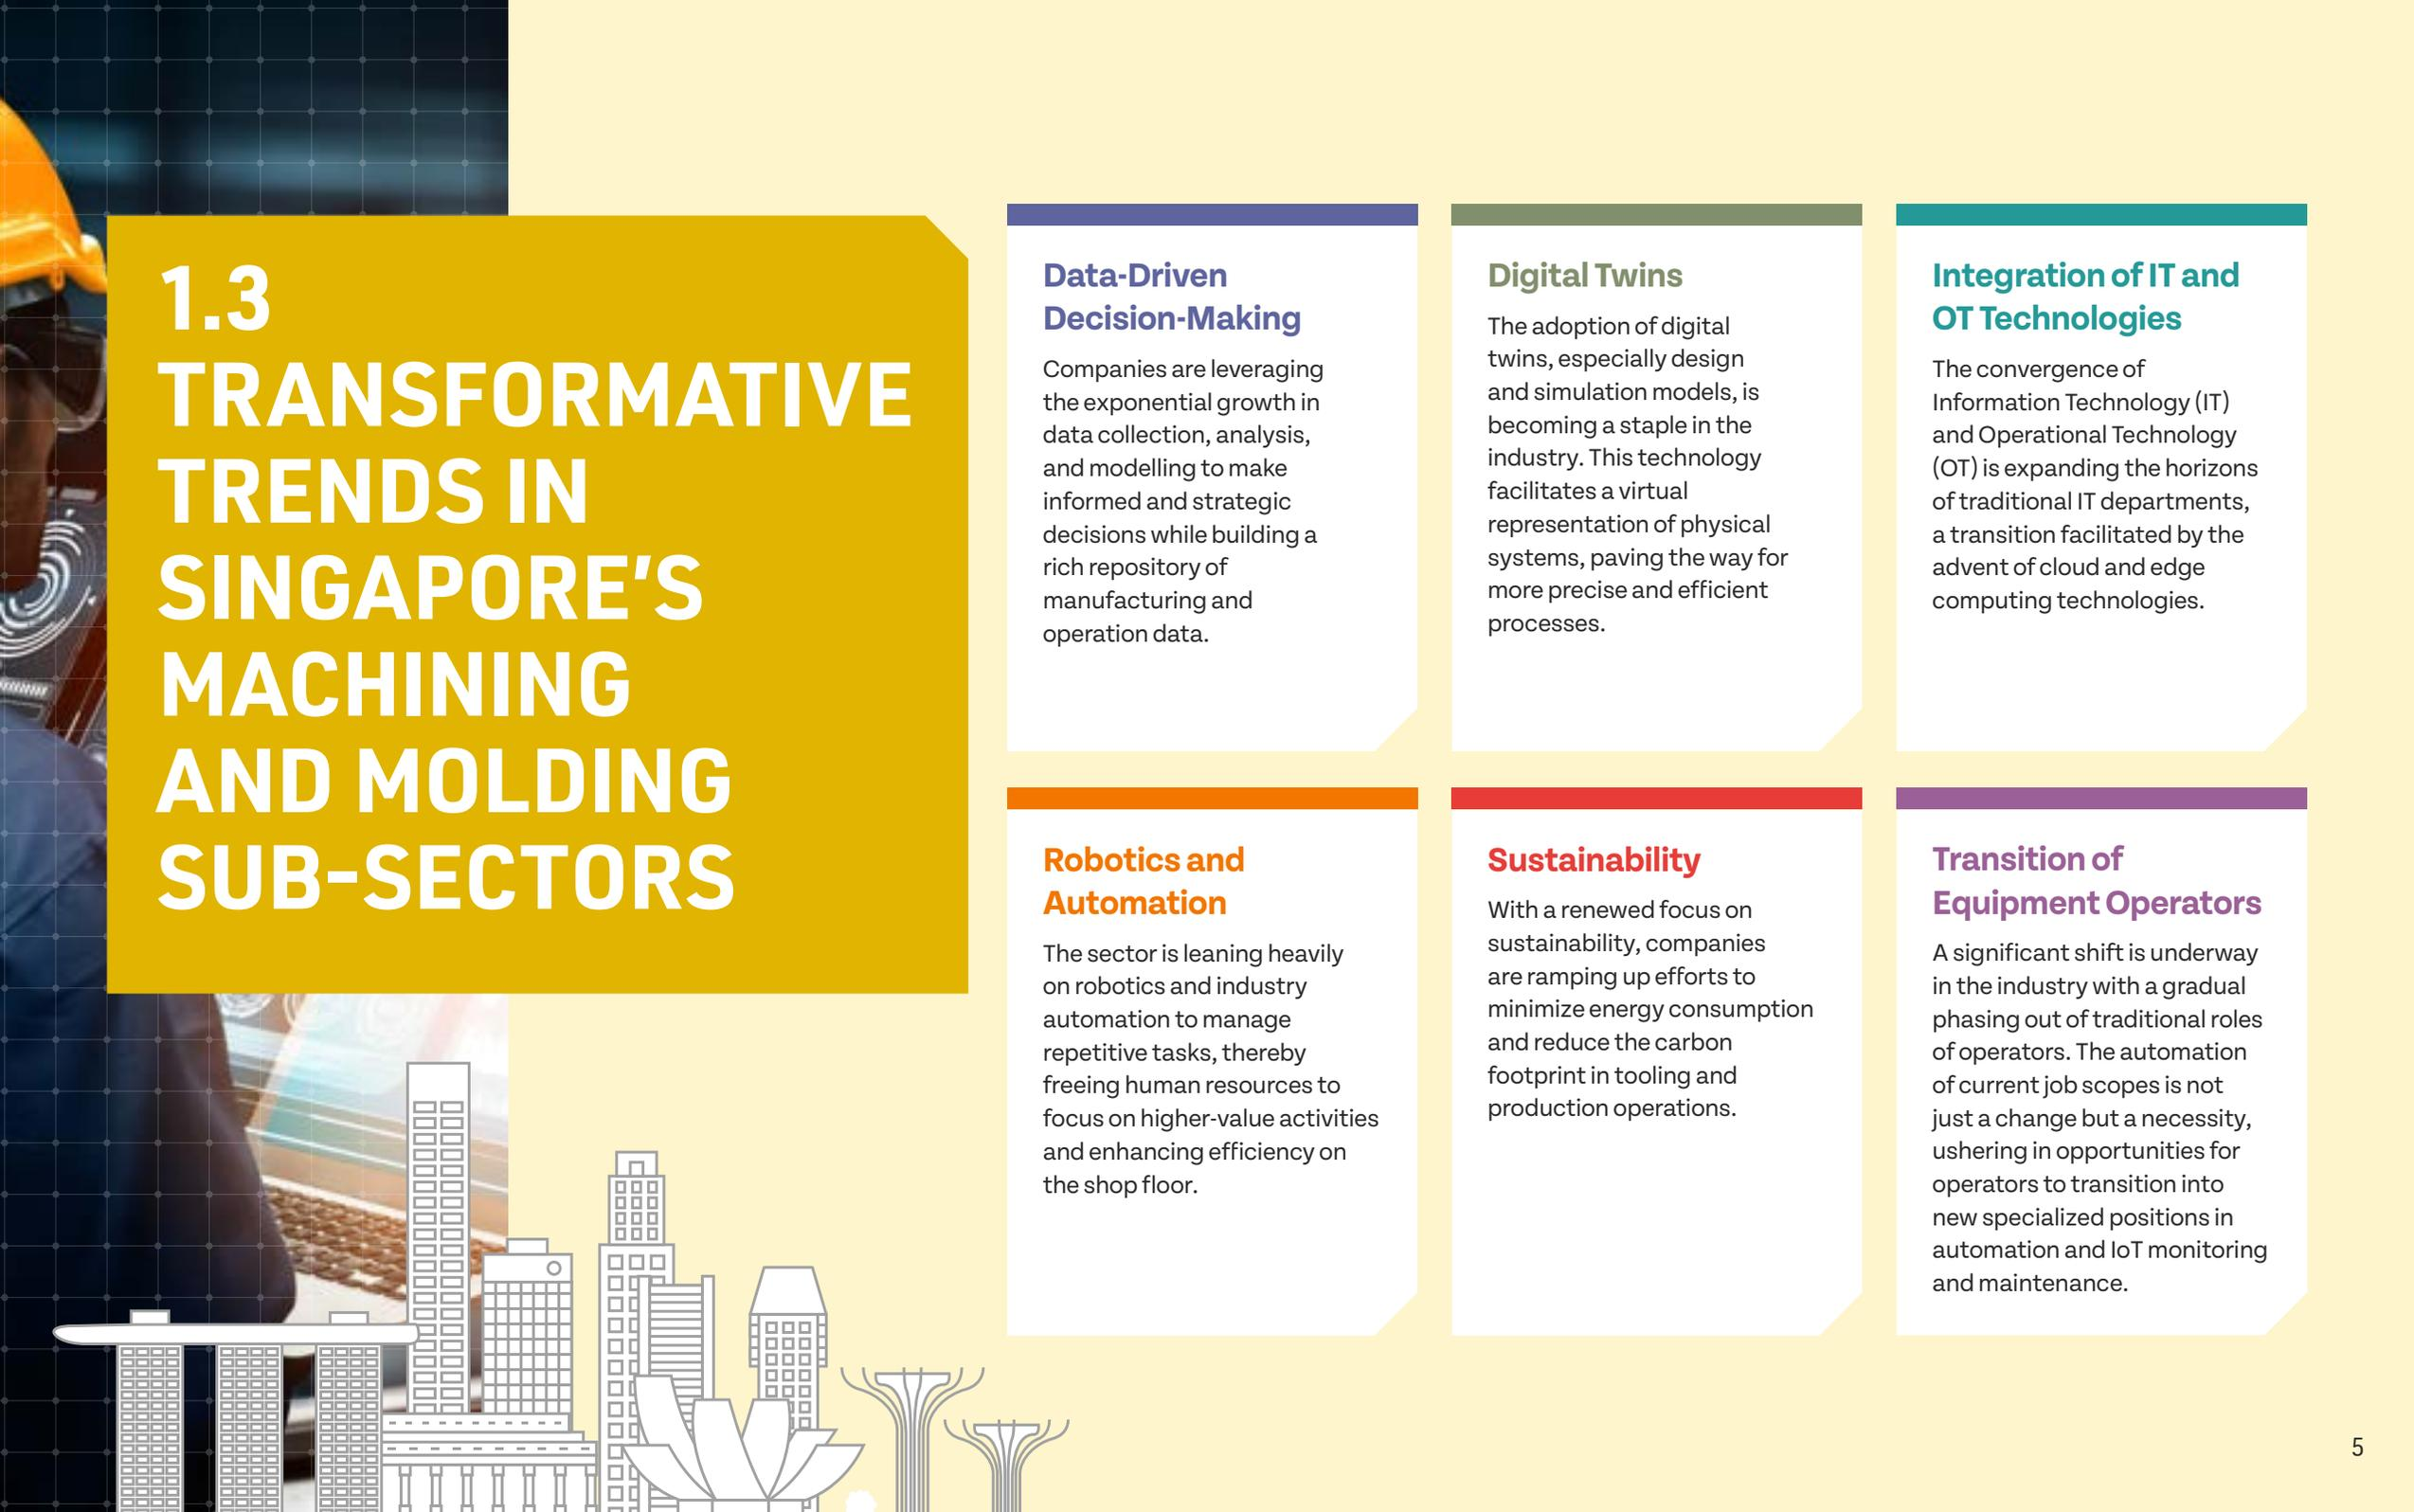 1.3
TRANSFORMATIVE
TRENDS IN
SINGAPORE’S
MACHINING
AND MOLDING
SUB-SECTORS
Data-Driven
Decision-Making
Companies are leveraging
the exponential growth in
data collection, analysis,
and modelling to make
informed and strategic
decisions while building a
rich repository of
manufacturing and
operation data.
Digital Twins
The adoption of digital
twins, especially design
and simulation models, is
becoming a staple in the
industry. This technology
facilitates a virtual
representation of physical
systems, paving the way for
more precise and efficient
processes.
Integration of IT and
OT Technologies
The convergence of
Information Technology (IT)
and Operational Technology
(OT) is expanding the horizons
of traditional IT departments,
a transition facilitated by the
advent of cloud and edge
computing technologies.
Robotics and
Automation
The sector is leaning heavily
on robotics and industry
automation to manage
repetitive tasks, thereby
freeing human resources to
focus on higher-value activities
and enhancing efficiency on
the shop floor.
Sustainability
With a renewed focus on
sustainability, companies
are ramping up efforts to
minimize energy consumption
and reduce the carbon
footprint in tooling and
production operations.
Transition of
Equipment Operators
A significant shift is underway
in the industry with a gradual
phasing out of traditional roles
of operators. The automation
of current job scopes is not
just a change but a necessity,
ushering in opportunities for
operators to transition into
new specialized positions in
automation and IoT monitoring
and maintenance.
5